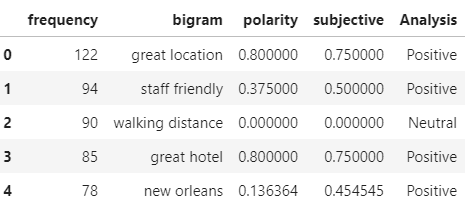 frequency bigram polarity subjective Analysis
0 122 great location 0.800000 0.750000 Positive
1 94 staff friendly 0.375000 0.500000 Positive
2 90 walking distance 0.000000 0.000000 Neutral
3 85 great hotel 0.800000 0.750000 Positive
4 78 new orleans 0.136364 0.454545 Positive